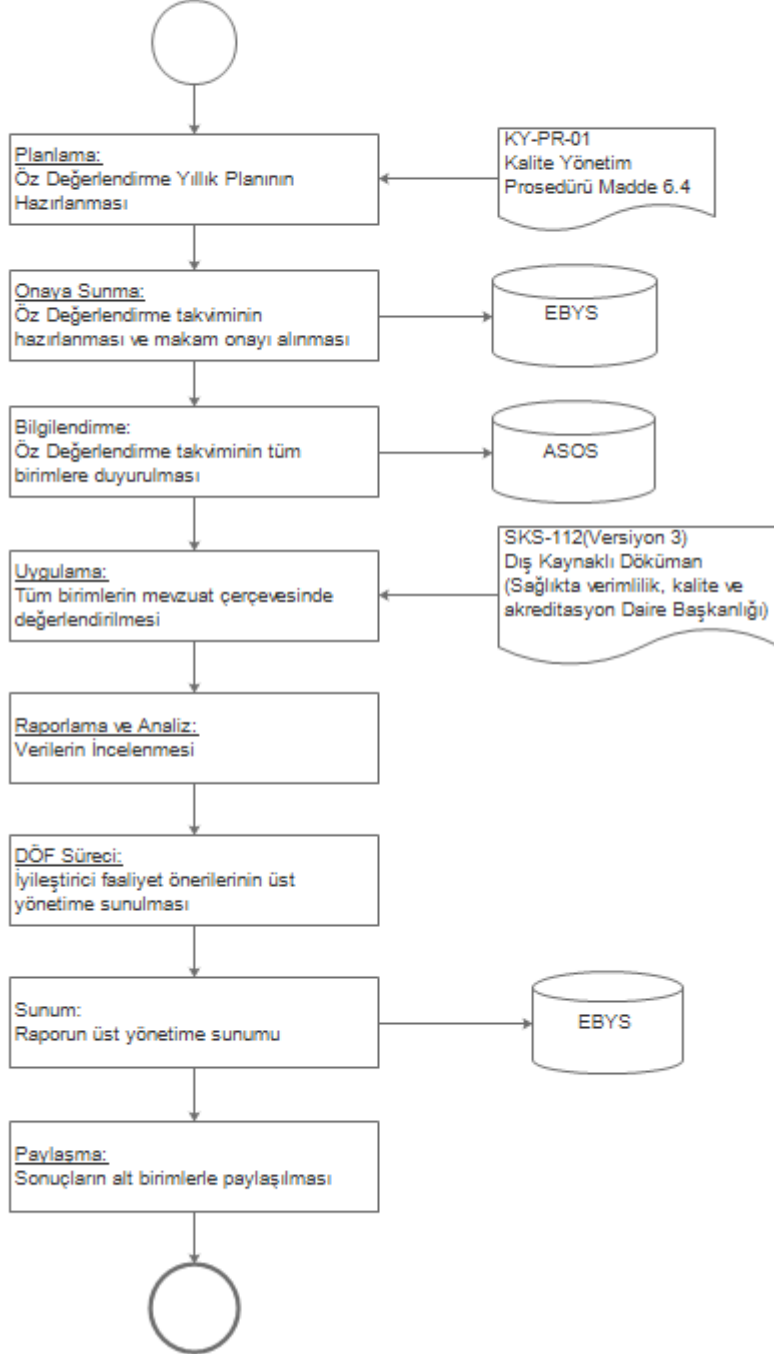 Planlama:
Öz Değerlendirme Yıllık Planının
Hazırlanması
KY-PR-01
Kalite Yönetim
Prosedürü Madde 6.4
Onaya Sunma:
Öz Değerlendirme takviminin
hazırlanması ve makam onayı alınması
EBYS
Bilgilendirme:
Öz Değerlendirme takviminin tüm
birimlere duyurulması
ASOS
Uygulama:
Tüm birimlerin mevzuat çerçevesinde
değerlendirilmesi
SKS-112(Versiyon 3)
Dış Kaynaklı Döküman
(Sağlıkta verimlilik, kalite ve
akreditasyon Daire Başkanlığı)
Raporlama ve Analiz:
Verilerin İncelenmesi
DÖF Süreci:
İyileştirici faaliyet önerilerinin üst
yönetime sunulması
Sunum:
Raporun üst yönetime sunumu
EBYS
Paylaşma:
Sonuçların alt birimlerle paylaşılması